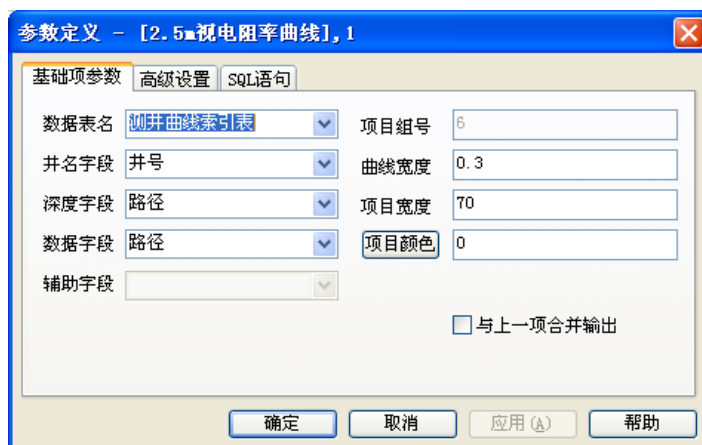 参数定义 - [2.5m视电阻率曲线],1
基础项参数 高级设置 SQL语句
数据表名 测井曲线索引表 项目组号 6
井名字段 井号 曲线宽度 0.3
深度字段 路径 项目宽度 70
数据字段 路径 项目颜色 0
辅助字段
与上一项合并输出
确定 取消 应用(A) 帮助